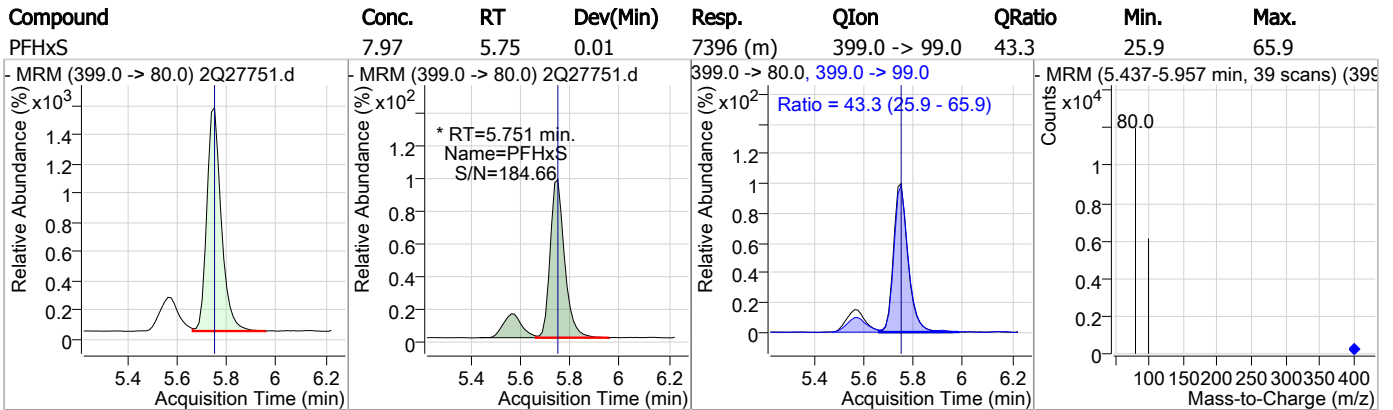 Compound Conc. RT Dev(Min) Resp. QIon QRatio Min. Max.
PFHxS 7.97 5.75 0.01 7396 (m) 399.0 -> 99.0 43.3 25.9 65.9
- MRM (399.0 -> 80.0) 2Q27751.d
x10³
Relative Abundance (%)
1.4
1.2
1
0.8
0.6
0.4
0.2
0
5.4 5.6 5.8 6 6.2
Acquisition Time (min)
- MRM (399.0 -> 80.0) 2Q27751.d
x10²
Relative Abundance (%)
* RT=5.751 min.
Name=PFHxS
S/N=184.66
1.2
1
0.8
0.6
0.4
0.2
0
5.4 5.6 5.8 6 6.2
Acquisition Time (min)
399.0 -> 80.0, 399.0 -> 99.0
x10²
Relative Abundance (%)
Ratio = 43.3 (25.9 - 65.9)
1.2
1
0.8
0.6
0.4
0.2
0
5.4 5.6 5.8 6 6.2
Acquisition Time (min)
- MRM (5.437-5.957 min, 39 scans) (399
x10⁴
Counts
80.0
1
0.8
0.6
0.4
0.2
0
100 150 200 250 300 350 400
Mass-to-Charge (m/z)